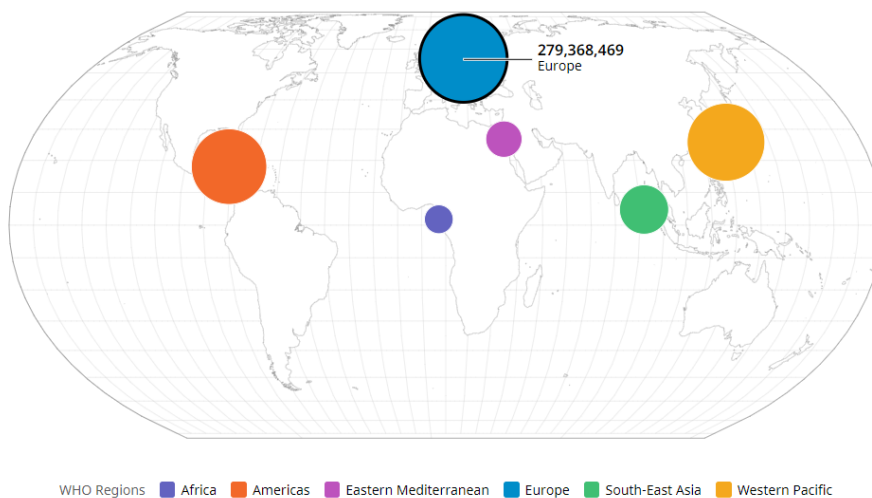 279,368,469
Europe
WHO Regions Africa Americas Eastern Mediterranean Europe South-East Asia Western Pacific